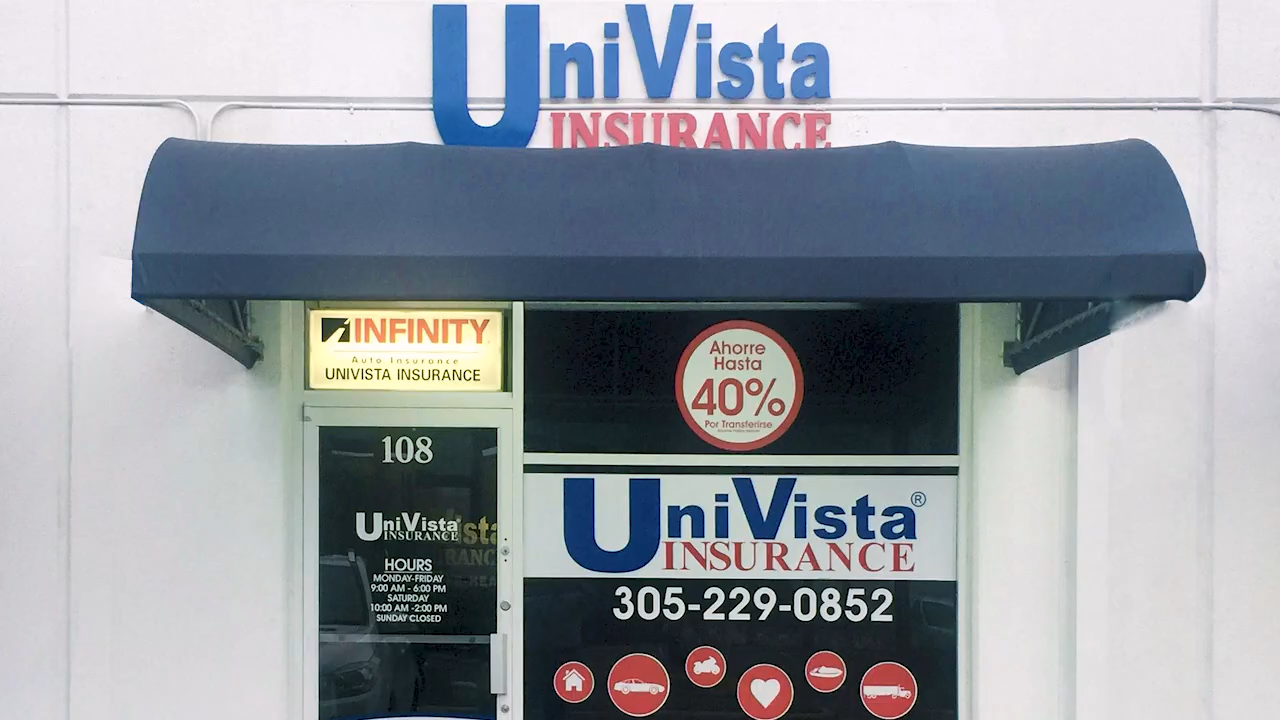 UniVista
INSURANCE
INFINITY
Auto Insurance
UNIVISTA INSURANCE
Ahorre
Hasta
40%
Por Transferirse
108
UniVista
INSURANCE
HOURS
MONDAY-FRIDAY
9:00 AM - 6:00 PM
SATURDAY
10:00 AM -2:00 PM
SUNDAY CLOSED
UniVista®
INSURANCE
305-229-0852